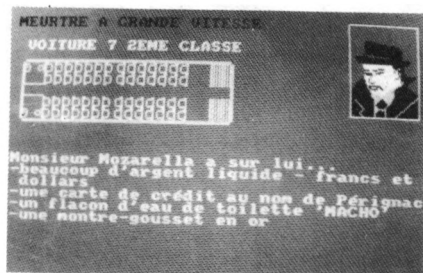 MEURTRE A GRANDE VITESSE
VOITURE 7 2EME CLASSE
Monsieur Mozarella a sur lui...
-beaucoup d'argent liquide - francs et
dollars
-une carte de crédit au nom de Pérignac
-un flacon d'eau de toilette 'MACHO'
-une montre-gousset en or